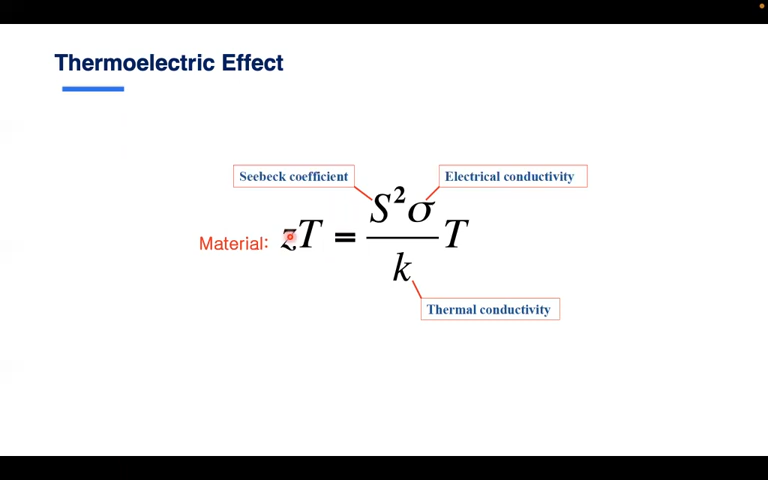 Thermoelectric Effect
Seebeck coefficient
Electrical conductivity
Material: zT = S²σ/k T
Thermal conductivity